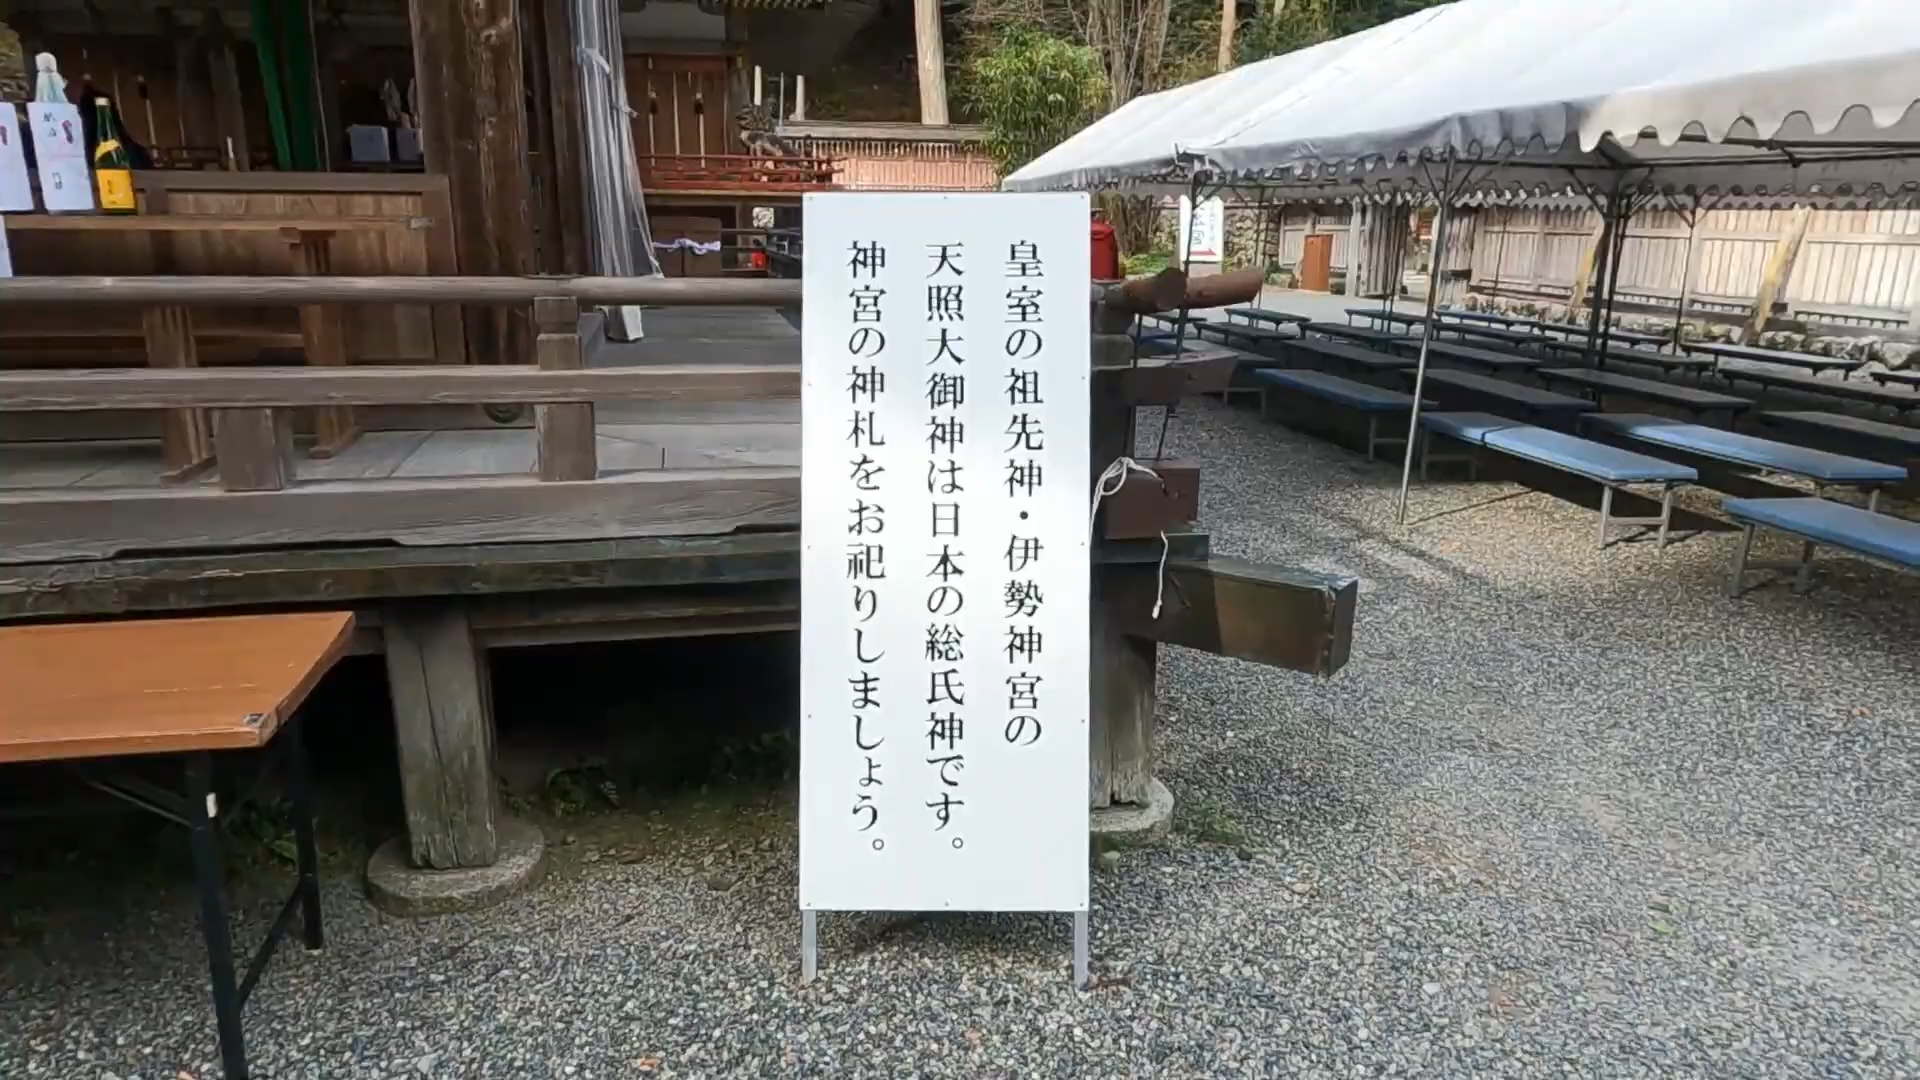 皇室の祖先神・伊勢神宮の
天照大御神は日本の総氏神です。
神宮の神札をお祀りしましょう。